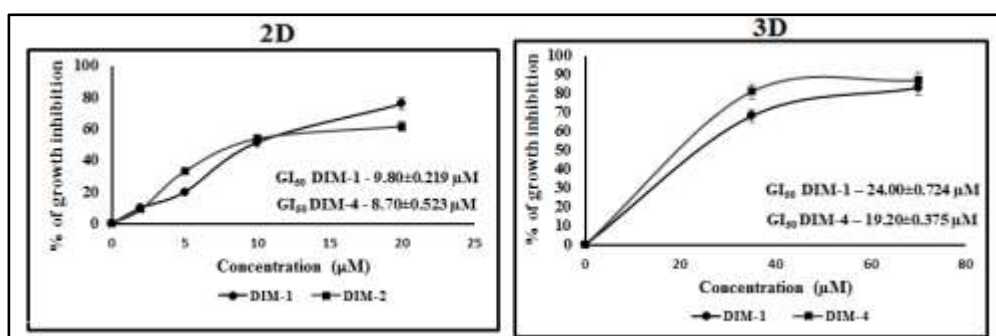 2D
% of growth inhibition
100
80
60
40
20
0
0 5 10 15 20 25
GI50 DIM-1 - 9.80±0.219 µM
GI50 DIM-4 - 8.70±0.523 µM
Concentration (µM)
DIM-1 DIM-2
3D
% of growth inhibition
100
90
80
70
60
50
40
30
20
10
0
0 20 40 60 80
GI50 DIM-1 – 24.00±0.724 µM
GI50 DIM-4 – 19.20±0.375 µM
Concentration (µM)
DIM-1 DIM-4